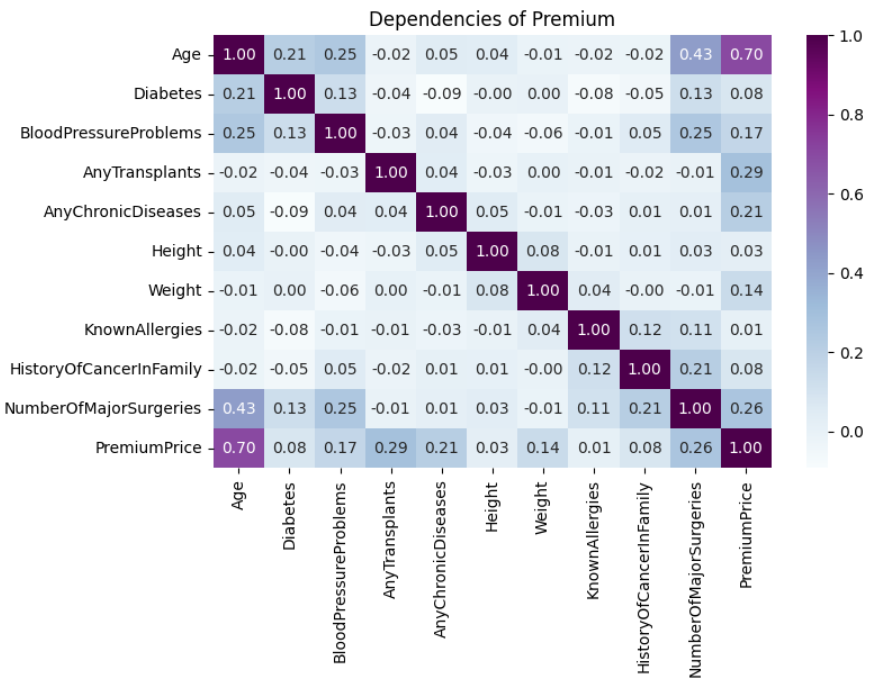 Dependencies of Premium
Age 1.00 0.21 0.25 -0.02 0.05 0.04 -0.01 -0.02 -0.02 0.43 0.70
Diabetes 0.21 1.00 0.13 -0.04 -0.09 -0.00 0.00 -0.08 -0.05 0.13 0.08
BloodPressureProblems 0.25 0.13 1.00 -0.03 0.04 -0.04 -0.06 -0.01 0.05 0.25 0.17
AnyTransplants -0.02 -0.04 -0.03 1.00 0.04 -0.03 0.00 -0.01 -0.02 -0.01 0.29
AnyChronicDiseases 0.05 -0.09 0.04 0.04 1.00 0.05 -0.01 -0.03 0.01 0.01 0.21
Height 0.04 -0.00 -0.04 -0.03 0.05 1.00 0.08 -0.01 0.01 0.03 0.03
Weight -0.01 0.00 -0.06 0.00 -0.01 0.08 1.00 0.04 -0.00 -0.01 0.14
KnownAllergies -0.02 -0.08 -0.01 -0.01 -0.03 -0.01 0.04 1.00 0.12 0.11 0.01
HistoryOfCancerInFamily -0.02 -0.05 0.05 -0.02 0.01 0.01 -0.00 0.12 1.00 0.21 0.08
NumberOfMajorSurgeries 0.43 0.13 0.25 -0.01 0.01 0.03 -0.01 0.11 0.21 1.00 0.26
PremiumPrice 0.70 0.08 0.17 0.29 0.21 0.03 0.14 0.01 0.08 0.26 1.00
Age
Diabetes
BloodPressureProblems
AnyTransplants
AnyChronicDiseases
Height
Weight
KnownAllergies
HistoryOfCancerInFamily
NumberOfMajorSurgeries
PremiumPrice
1.0
0.8
0.6
0.4
0.2
0.0